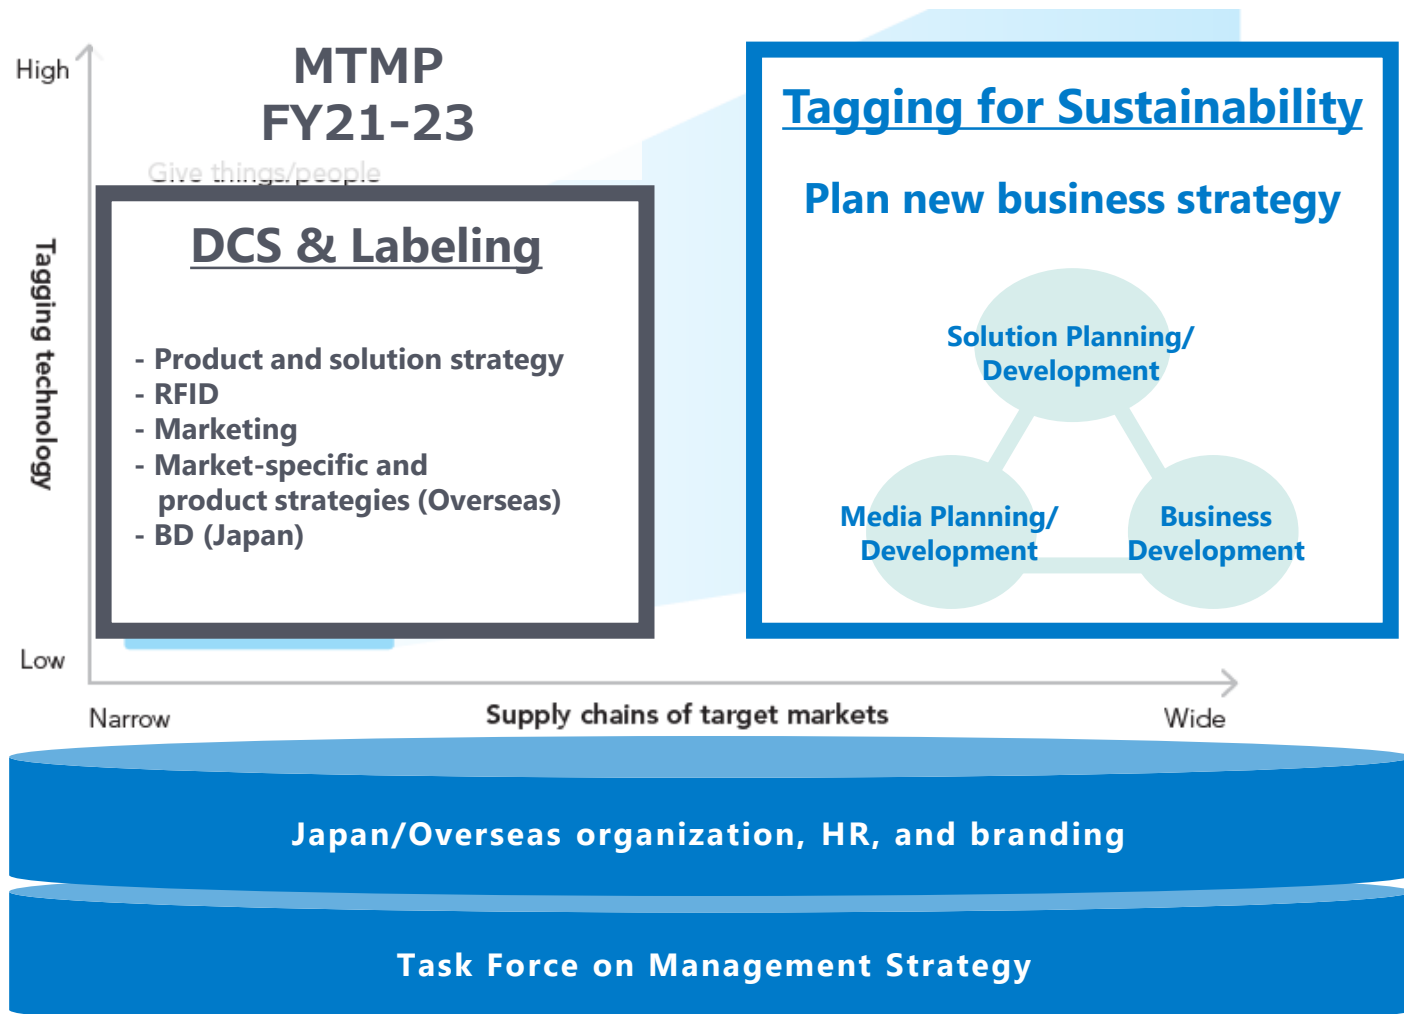 High
MTMP
FY21-23
Give things/people
DCS & Labeling
- Product and solution strategy
- RFID
- Marketing
- Market-specific and
product strategies (Overseas)
- BD (Japan)
Tagging technology
Low
Tagging for Sustainability
Plan new business strategy
Solution Planning/
Development
Media Planning/
Development
Business
Development
Narrow
Supply chains of target markets
Wide
Japan/Overseas organization, HR, and branding
Task Force on Management Strategy